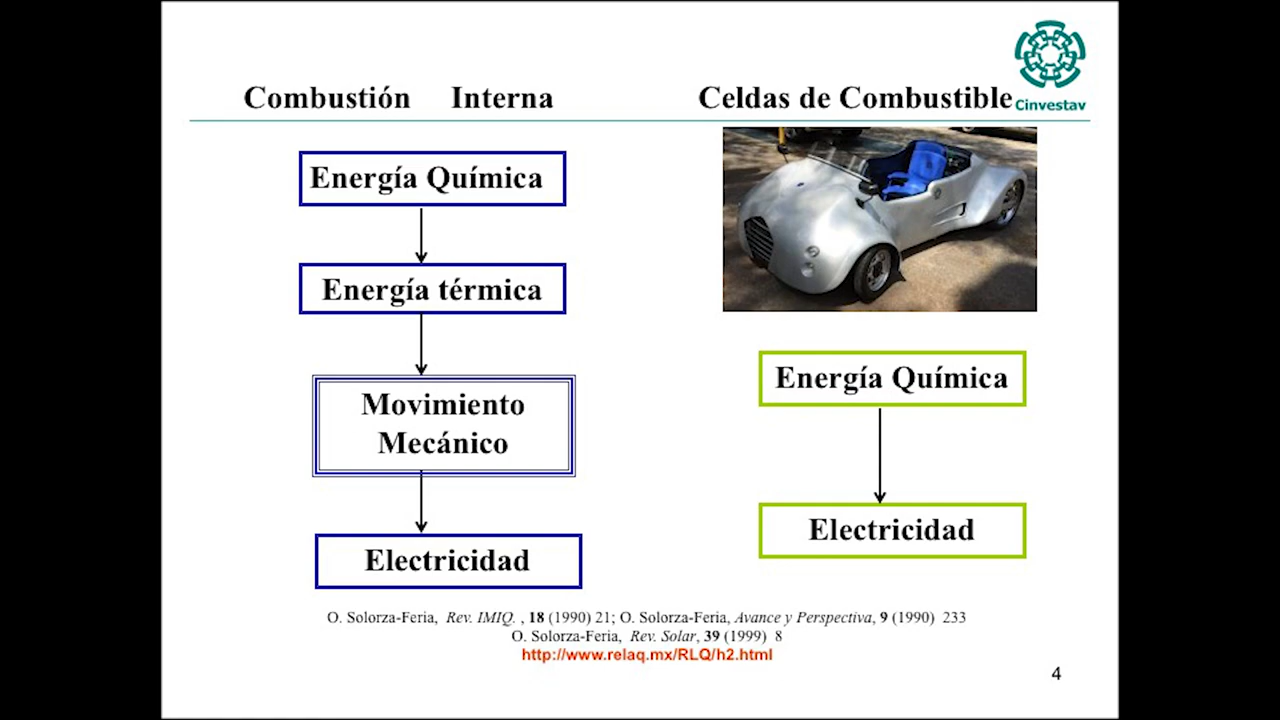 Combustión Interna
Celdas de Combustible
Cinvestav
Energía Química
Energía térmica
Movimiento
Mecánico
Electricidad
Energía Química
Electricidad
O. Solorza-Feria, Rev. IMIQ. , 18 (1990) 21; O. Solorza-Feria, Avance y Perspectiva, 9 (1990) 233
O. Solorza-Feria, Rev. Solar, 39 (1999) 8
http://www.relaq.mx/RLQ/h2.html
4